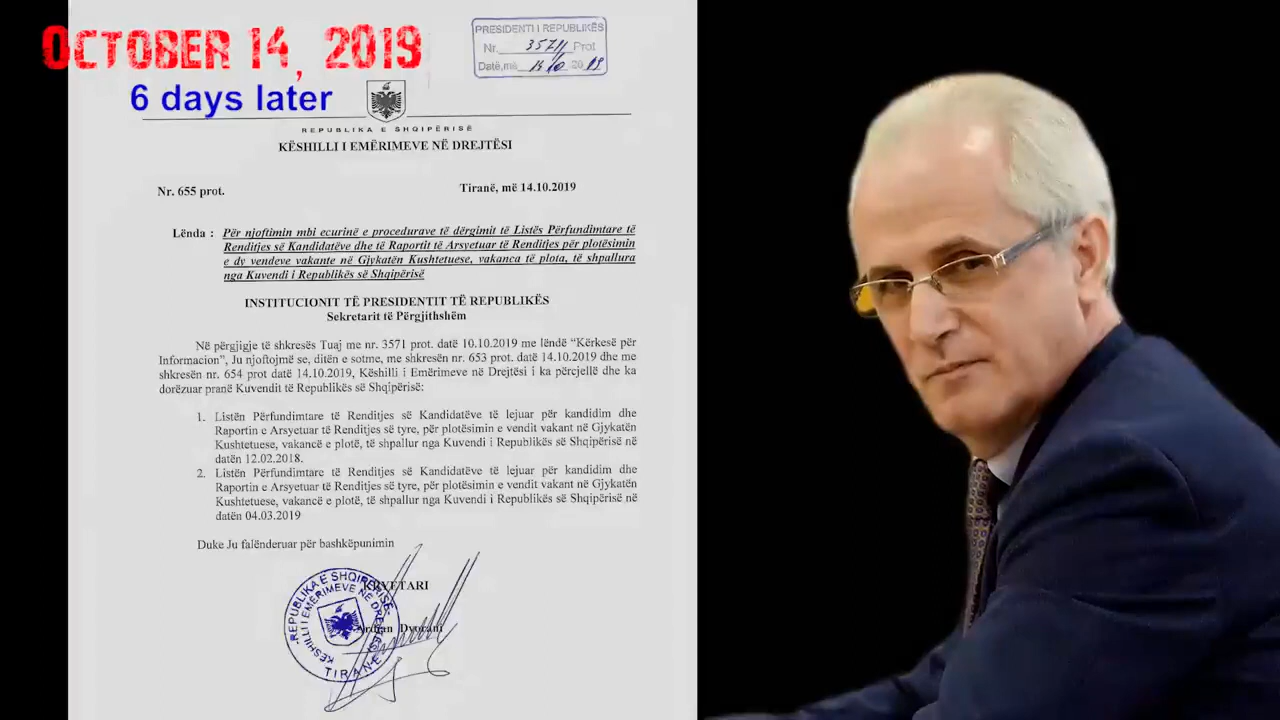 OCTOBER 14, 2019
6 days later
PRESIDENTI I REPUBLIKËS
Nr. 3571/1 Prot
Datë,më 14 10 2019
REPUBLIKA E SHQIPËRISË
KËSHILLI I EMËRIMEVE NË DREJTËSI
Nr. 655 prot.
Tiranë, më 14.10.2019
Lënda : Për njoftimin mbi ecurinë e procedurave të dërgimit të Listës Përfundimtare të
Renditjes së Kandidatëve dhe të Raportit të Arsyetuar të Renditjes për plotësimin
e dy vendeve vakante në Gjykatën Kushtetuese, vakanca të plota, të shpallura
nga Kuvendi i Republikës së Shqipërisë
INSTITUCIONIT TË PRESIDENTIT TË REPUBLIKËS
Sekretarit të Përgjithshëm
Në përgjigje të shkresës Tuaj me nr. 3571 prot. datë 10.10.2019 me lëndë “Kërkesë për
Informacion”, Ju njoftojmë se, ditën e sotme, me shkresën nr. 653 prot. datë 14.10.2019 dhe me
shkresën nr. 654 prot datë 14.10.2019, Këshilli i Emërimeve në Drejtësi i ka përcjellë dhe ka
dorëzuar pranë Kuvendit të Republikës së Shqipërisë:
1. Listën Përfundimtare të Renditjes së Kandidatëve të lejuar për kandidim dhe
Raportin e Arsyetuar të Renditjes së tyre, për plotësimin e vendit vakant në Gjykatën
Kushtetuese, vakancë e plotë, të shpallur nga Kuvendi i Republikës së Shqipërisë në
datën 12.02.2018.
2. Listën Përfundimtare të Renditjes së Kandidatëve të lejuar për kandidim dhe
Raportin e Arsyetuar të Renditjes së tyre, për plotësimin e vendit vakant në Gjykatën
Kushtetuese, vakancë e plotë, të shpallur nga Kuvendi i Republikës së Shqipërisë në
datën 04.03.2019
Duke Ju falënderuar për bashkëpunimin
KRYETARI
Ardian Dvorani
REPUBLIKA E SHQIPËRISË
KËSHILLI I EMËRIMEVE NË DREJTËSI
TIRANË